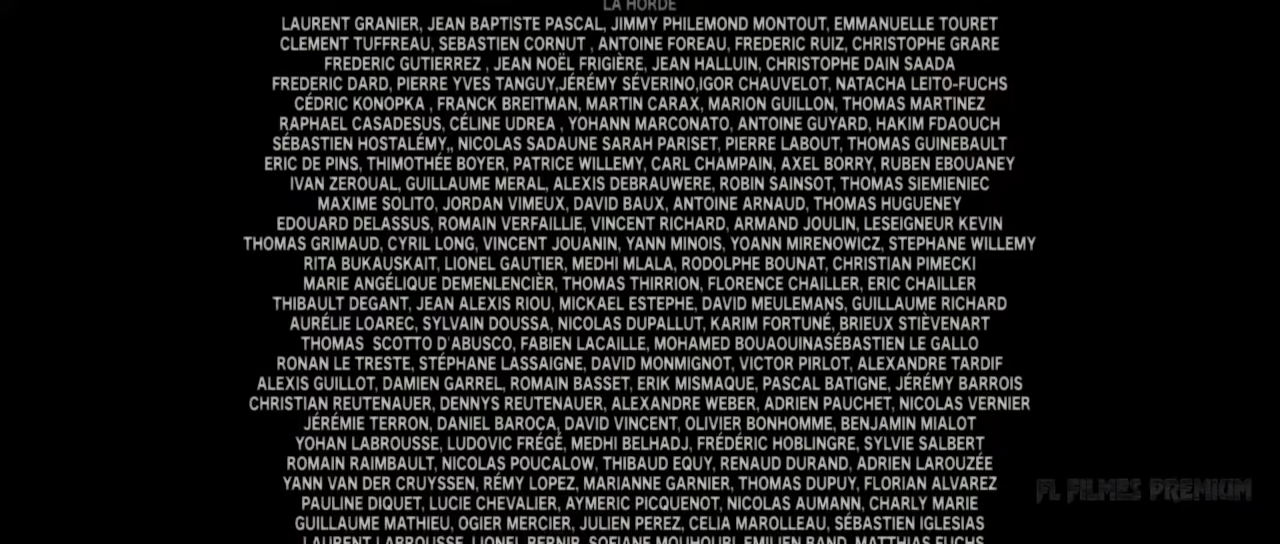 LA HORDE
LAURENT GRANIER, JEAN BAPTISTE PASCAL, JIMMY PHILEMOND MONTOUT, EMMANUELLE TOURET
CLEMENT TUFFREAU, SEBASTIEN CORNUT , ANTOINE FOREAU, FREDERIC RUIZ, CHRISTOPHE GRARE
FREDERIC GUTIERREZ , JEAN NOËL FRIGIÈRE, JEAN HALLUIN, CHRISTOPHE DAIN SAADA
FREDERIC DARD, PIERRE YVES TANGUY,JÉRÉMY SÉVERINO,IGOR CHAUVELOT, NATACHA LEITO-FUCHS
CÉDRIC KONOPKA , FRANCK BREITMAN, MARTIN CARAX, MARION GUILLON, THOMAS MARTINEZ
RAPHAEL CASADESUS, CÉLINE UDREA , YOHANN MARCONATO, ANTOINE GUYARD, HAKIM FDAOUCH
SÉBASTIEN HOSTALÉMY,, NICOLAS SADAUNE SARAH PARISET, PIERRE LABOUT, THOMAS GUINEBAULT
ERIC DE PINS, THIMOTHÉE BOYER, PATRICE WILLEMY, CARL CHAMPAIN, AXEL BORRY, RUBEN EBOUANEY
IVAN ZEROUAL, GUILLAUME MERAL, ALEXIS DEBRAUWERE, ROBIN SAINSOT, THOMAS SIEMIENIEC
MAXIME SOLITO, JORDAN VIMEUX, DAVID BAUX, ANTOINE ARNAUD, THOMAS HUGUENEY
EDOUARD DELASSUS, ROMAIN VERFAILLIE, VINCENT RICHARD, ARMAND JOULIN, LESEIGNEUR KEVIN
THOMAS GRIMAUD, CYRIL LONG, VINCENT JOUANIN, YANN MINOIS, YOANN MIRENOWICZ, STEPHANE WILLEMY
RITA BUKAUSKAIT, LIONEL GAUTIER, MEDHI MLALA, RODOLPHE BOUNAT, CHRISTIAN PIMECKI
MARIE ANGÉLIQUE DEMENLENCIÈR, THOMAS THIRRION, FLORENCE CHAILLER, ERIC CHAILLER
THIBAULT DEGANT, JEAN ALEXIS RIOU, MICKAEL ESTEPHE, DAVID MEULEMANS, GUILLAUME RICHARD
AURÉLIE LOAREC, SYLVAIN DOUSSA, NICOLAS DUPALLUT, KARIM FORTUNÉ, BRIEUX STIÈVENART
THOMAS  SCOTTO D'ABUSCO, FABIEN LACAILLE, MOHAMED BOUAOUINASÉBASTIEN LE GALLO
RONAN LE TRESTE, STÉPHANE LASSAIGNE, DAVID MONMIGNOT, VICTOR PIRLOT, ALEXANDRE TARDIF
ALEXIS GUILLOT, DAMIEN GARREL, ROMAIN BASSET, ERIK MISMAQUE, PASCAL BATIGNE, JÉRÉMY BARROIS
CHRISTIAN REUTENAUER, DENNYS REUTENAUER, ALEXANDRE WEBER, ADRIEN PAUCHET, NICOLAS VERNIER
JÉRÉMIE TERRON, DANIEL BAROCA, DAVID VINCENT, OLIVIER BONHOMME, BENJAMIN MIALOT
YOHAN LABROUSSE, LUDOVIC FRÉGÉ, MEDHI BELHADJ, FRÉDÉRIC HOBLINGRE, SYLVIE SALBERT
ROMAIN RAIMBAULT, NICOLAS POUCALOW, THIBAUD EQUY, RENAUD DURAND, ADRIEN LAROUZÉE
YANN VAN DER CRUYSSEN, RÉMY LOPEZ, MARIANNE GARNIER, THOMAS DUPUY, FLORIAN ALVAREZ
PAULINE DIQUET, LUCIE CHEVALIER, AYMERIC PICQUENOT, NICOLAS AUMANN, CHARLY MARIE
GUILLAUME MATHIEU, OGIER MERCIER, JULIEN PEREZ, CELIA MAROLLEAU, SÉBASTIEN IGLESIAS
LAURENT LABROUSSE, LIONEL BERNIR, SOFIANE MOUHOUBI, EMILIEN BAND, MATTHIAS FUCHS
FL FILMES PREMIUM